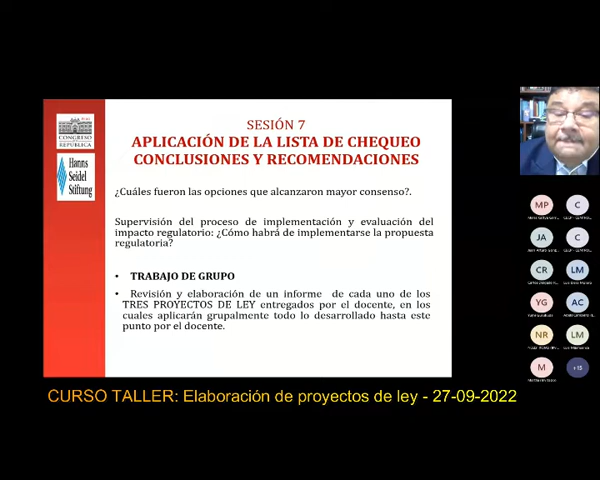 SESIÓN 7
APLICACIÓN DE LA LISTA DE CHEQUEO
CONCLUSIONES Y RECOMENDACIONES
CONGRESO
REPÚBLICA
Hanns
Seidel
Stiftung
¿Cuáles fueron las opciones que alcanzaron mayor consenso?.
Supervisión del proceso de implementación y evaluación del
impacto regulatorio: ¿Cómo habrá de implementarse la propuesta
regulatoria?
• TRABAJO DE GRUPO
• Revisión y elaboración de un informe de cada uno de los
TRES PROYECTOS DE LEY entregados por el docente, en los
cuales aplicarán grupalmente todo lo desarrollado hasta este
punto por el docente.
MP
C
JA
C
CR
LM
YG
AC
NR
LM
M
+15
CURSO TALLER: Elaboración de proyectos de ley - 27-09-2022